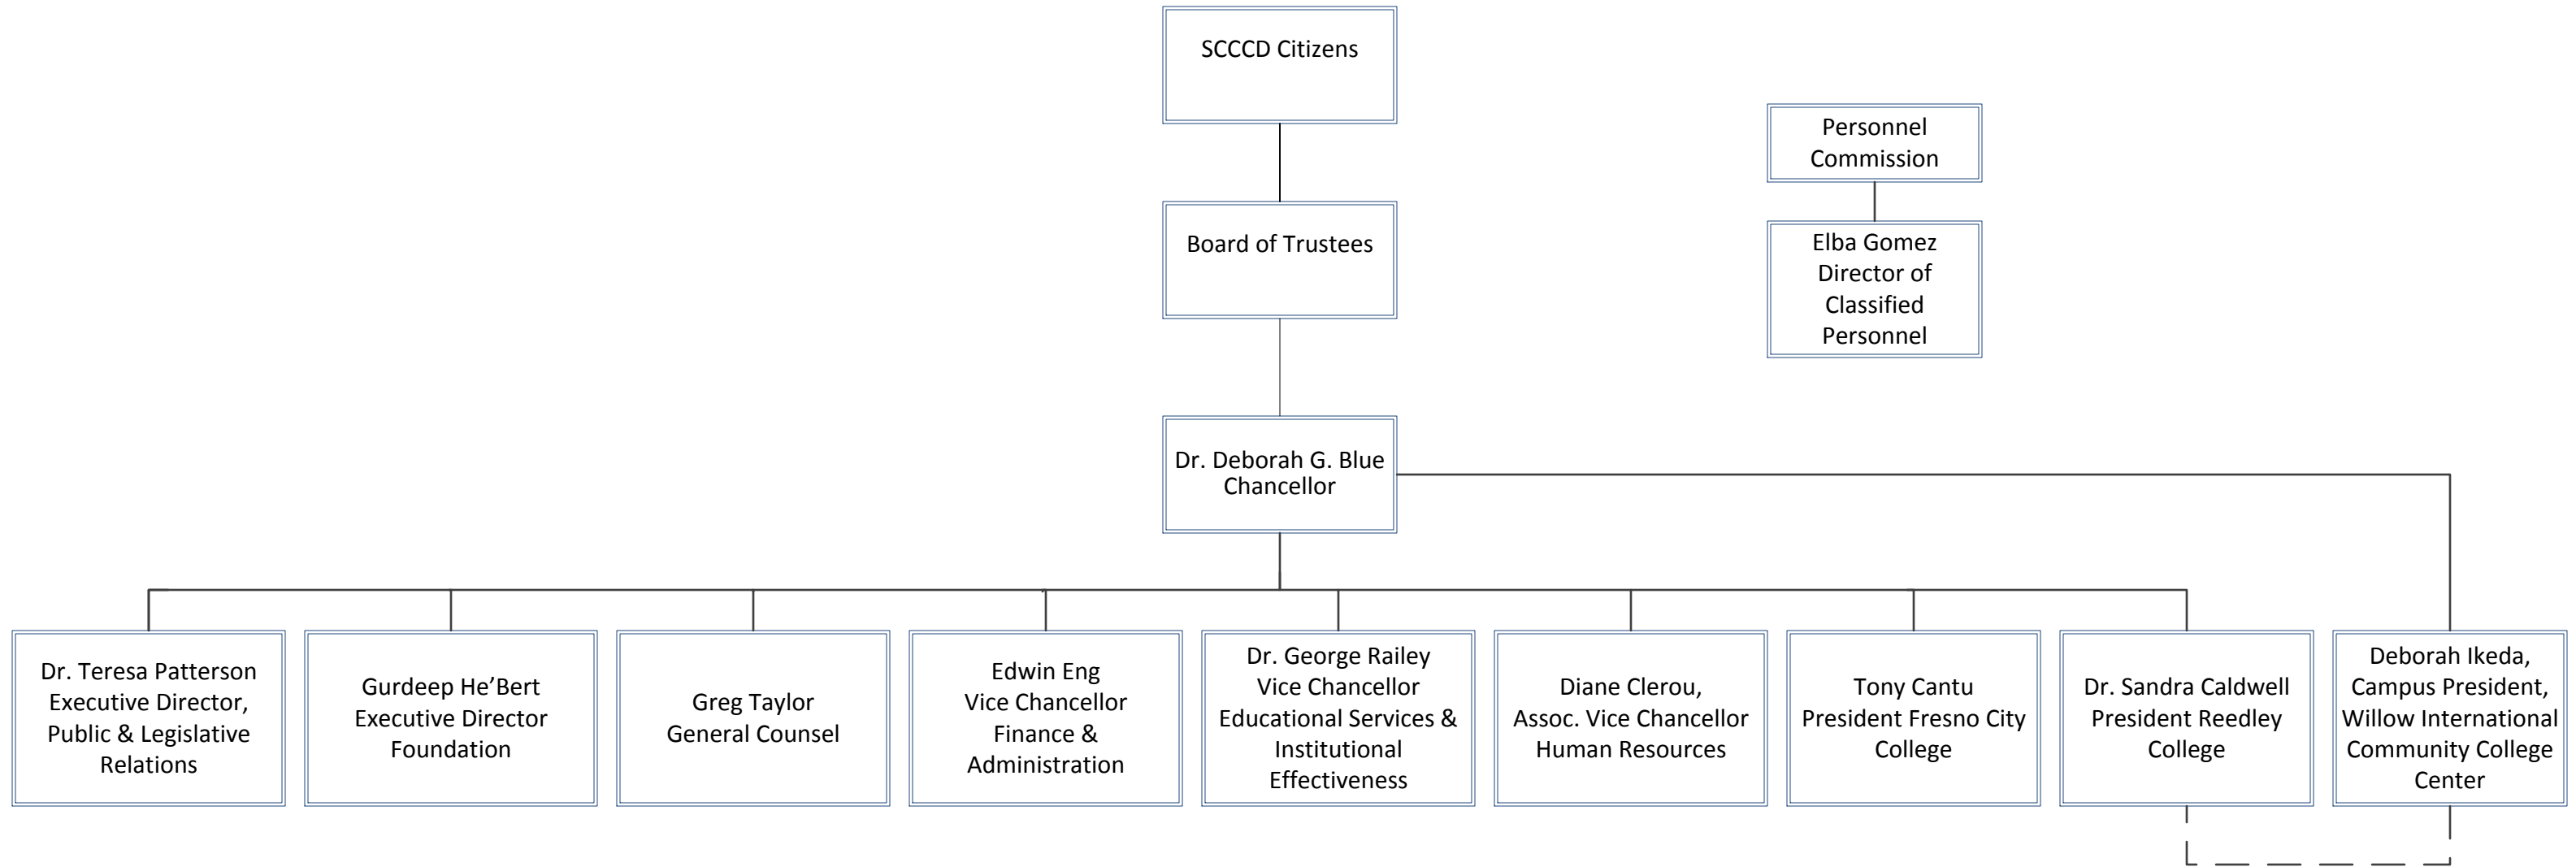 SCCCD Citizens
Personnel
Commission
Board of Trustees
Elba Gomez
Director of
Classified
Personnel
Dr. Deborah G. Blue
Chancellor
Dr. Teresa Patterson
Executive Director,
Public & Legislative
Relations
Gurdeep He’Bert
Executive Director
Foundation
Greg Taylor
General Counsel
Edwin Eng
Vice Chancellor
Finance &
Administration
Dr. George Railey
Vice Chancellor
Educational Services &
Institutional
Effectiveness
Diane Clerou,
Assoc. Vice Chancellor
Human Resources
Tony Cantu
President Fresno City
College
Dr. Sandra Caldwell
President Reedley
College
Deborah Ikeda,
Campus President,
Willow International
Community College
Center